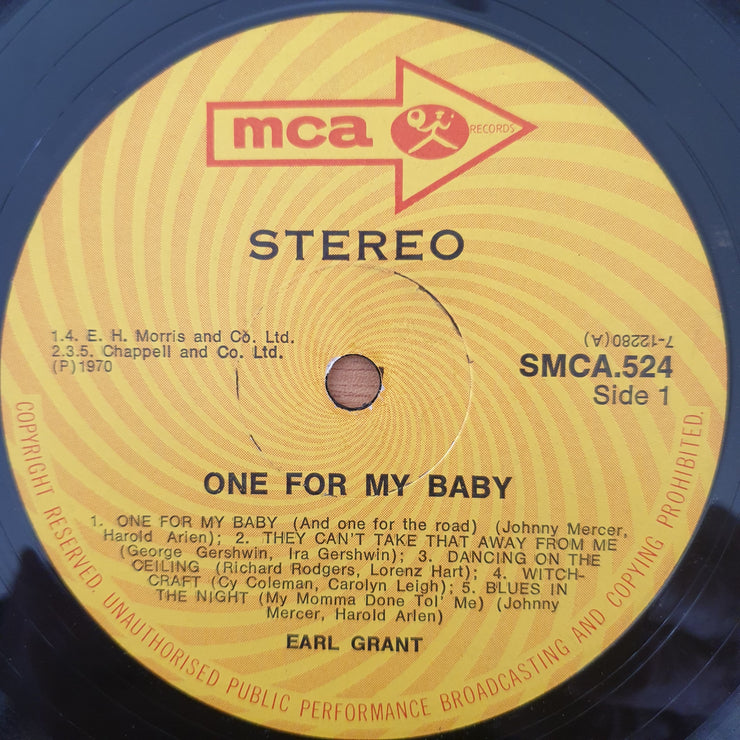 mca RECORDS
STEREO
1.4. E. H. Morris and Co. Ltd.
2.3.5. Chappell and Co. Ltd.
(P)1970
7-12280(A)
SMCA.524
Side 1
ONE FOR MY BABY
1. ONE FOR MY BABY (And one for the road) (Johnny Mercer,
Harold Arlen); 2. THEY CAN'T TAKE THAT AWAY FROM ME
(George Gershwin, Ira Gershwin); 3. DANCING ON THE
CEILING (Richard Rodgers, Lorenz Hart); 4. WITCH-
CRAFT (Cy Coleman, Carolyn Leigh); 5. BLUES IN
THE NIGHT (My Momma Done Tol' Me) (Johnny
Mercer, Harold Arlen)
EARL GRANT
COPYRIGHT RESERVED. UNAUTHORISED PUBLIC PERFORMANCE BROADCASTING AND COPYING PROHIBITED.